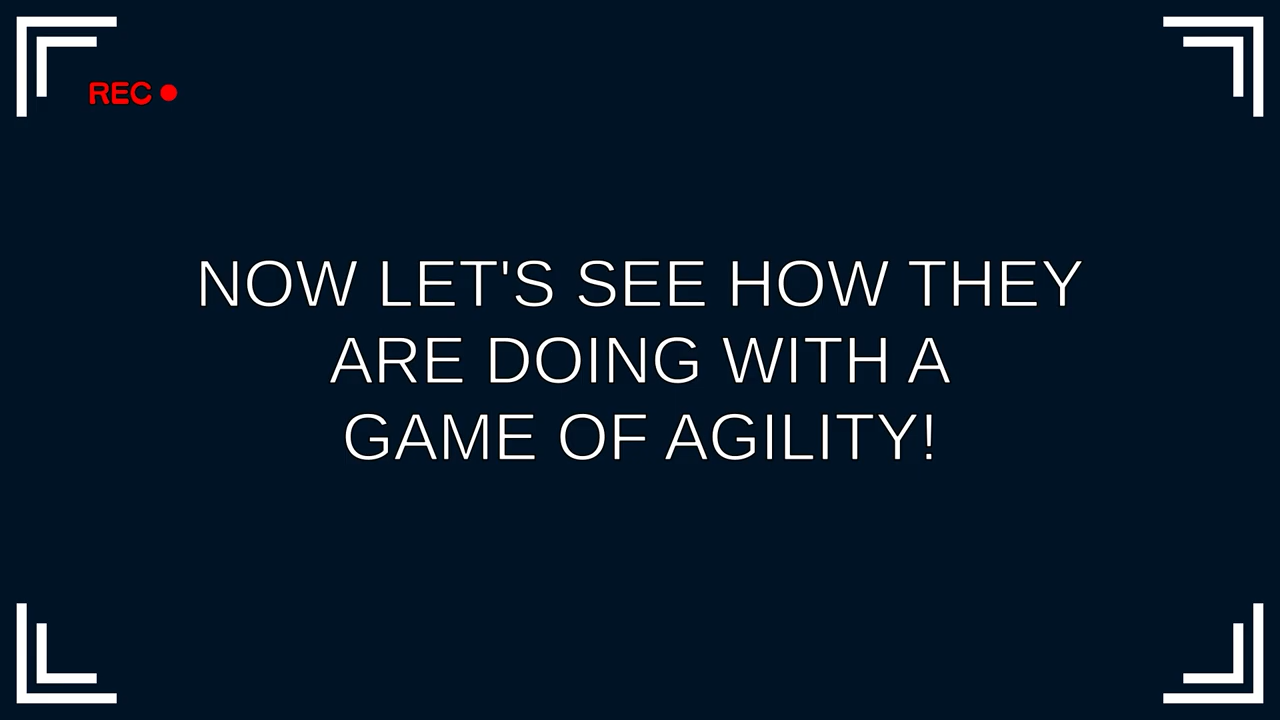 REC
NOW LET'S SEE HOW THEY
ARE DOING WITH A
GAME OF AGILITY!